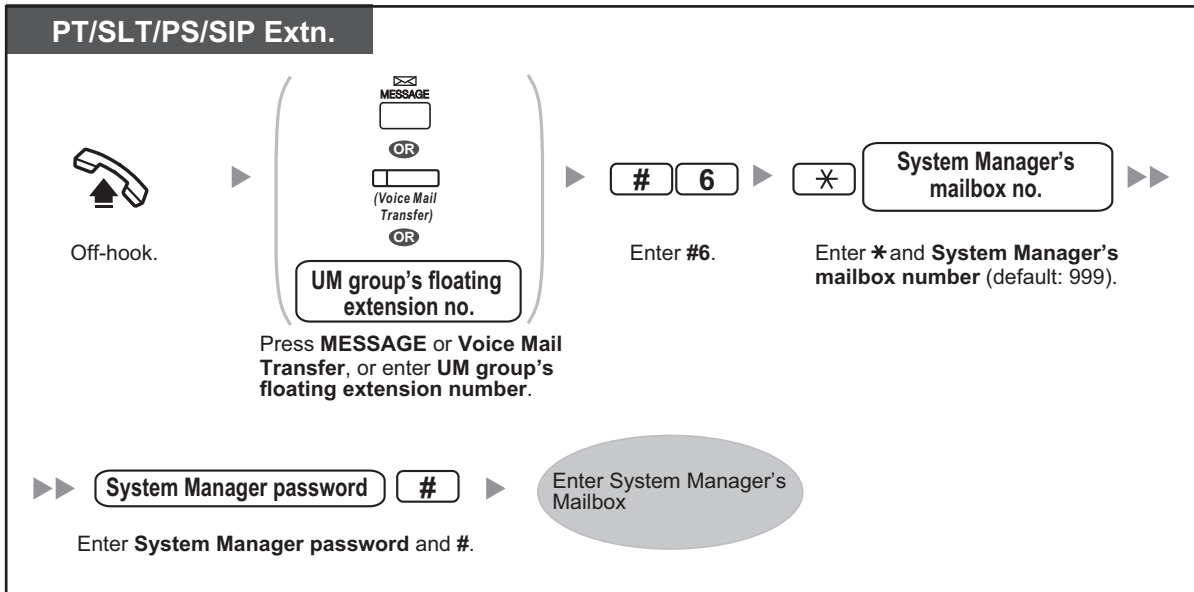 PT/SLT/PS/SIP Extn.
MESSAGE
OR
(Voice Mail
Transfer)
OR
UM group's floating
extension no.
# 6
* System Manager's
mailbox no.
Off-hook.
Press MESSAGE or Voice Mail
Transfer, or enter UM group's
floating extension number.
Enter #6.
Enter * and System Manager's
mailbox number (default: 999).
System Manager password #
Enter System Manager password and #.
Enter System Manager's
Mailbox